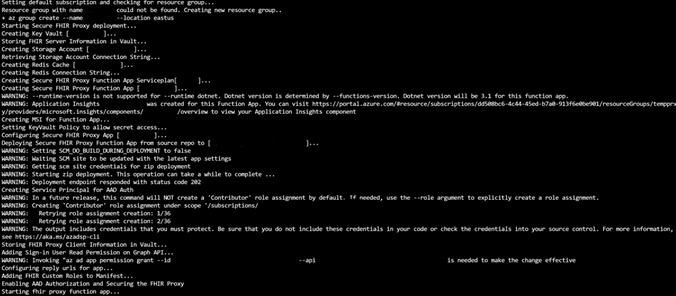 Setting default subscription and checking for resource group...
Resource group with name could not be found. Creating new resource group..
+ az group create --name --location eastus
Starting Secure FHIR Proxy deployment...
Creating Key Vault [ ]...
Storing FHIR Server Information in Vault...
Creating Storage Account [ ]...
Retrieving Storage Account Connection String...
Creating Redis Cache [ ]...
Creating Redis Connection String...
Creating Secure FHIR Proxy Function App Serviceplan[ ]...
Creating Secure FHIR Proxy Function App [ ]...
WARNING: --runtime-version is not supported for --runtime dotnet. Dotnet version is determined by --functions-version. Dotnet version will be 3.1 for this function app.
WARNING: Application Insights was created for this Function App. You can visit https://portal.azure.com/#resource/subscriptions/dd508bc6-4c44-45ed-b7a0-913f6e0be901/resourceGroups/tempprx
y/providers/microsoft.insights/components/ /overview to view your Application Insights component
Creating MSI for Function App...
Setting KeyVault Policy to allow secret access...
Configuring Secure FHIR Proxy App [ ]...
Deploying Secure FHIR Proxy Function App from source repo to [ ]...
WARNING: Setting SCM_DO_BUILD_DURING_DEPLOYMENT to false
WARNING: Waiting SCM site to be updated with the latest app settings
WARNING: Getting scm site credentials for zip deployment
WARNING: Starting zip deployment. This operation can take a while to complete ...
WARNING: Deployment endpoint responded with status code 202
Creating Service Principal for AAD Auth
WARNING: In a future release, this command will NOT create a 'Contributor' role assignment by default. If needed, use the --role argument to explicitly create a role assignment.
WARNING: Creating 'Contributor' role assignment under scope '/subscriptions/
WARNING: Retrying role assignment creation: 1/36
WARNING: Retrying role assignment creation: 2/36
WARNING: The output includes credentials that you must protect. Be sure that you do not include these credentials in your code or check the credentials into your source control. For more information,
see https://aka.ms/azadsp-cli
Storing FHIR Proxy Client Information in Vault...
Adding Sign-in User Read Permission on Graph API...
WARNING: Invoking "az ad app permission grant --id --api is needed to make the change effective
Configuring reply urls for app...
Adding FHIR Custom Roles to Manifest...
Enabling AAD Authorization and Securing the FHIR Proxy
Starting fhir proxy function app...